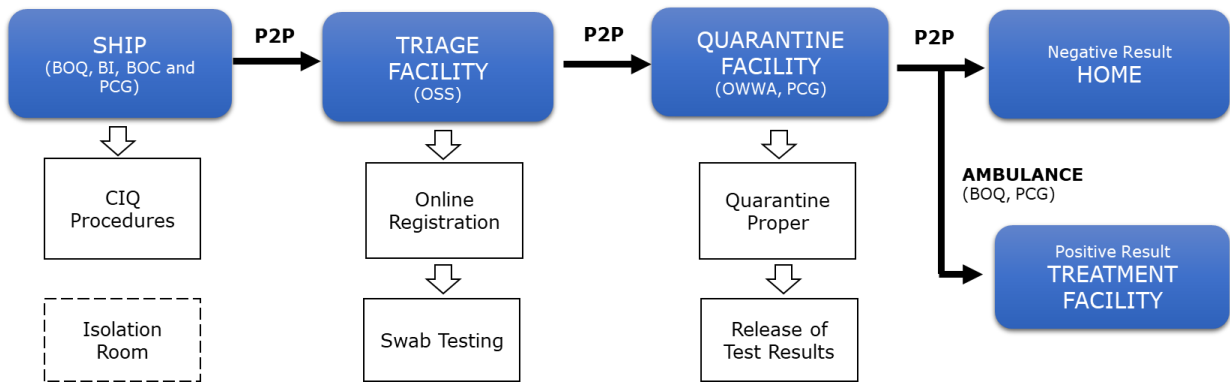 SHIP
(BOQ, BI, BOC and
PCG)
P2P
TRIAGE
FACILITY
(OSS)
P2P
QUARANTINE
FACILITY
(OWWA, PCG)
P2P
Negative Result
HOME
CIQ
Procedures
Online
Registration
Quarantine
Proper
AMBULANCE
(BOQ, PCG)
Positive Result
TREATMENT
FACILITY
Isolation
Room
Swab Testing
Release of
Test Results